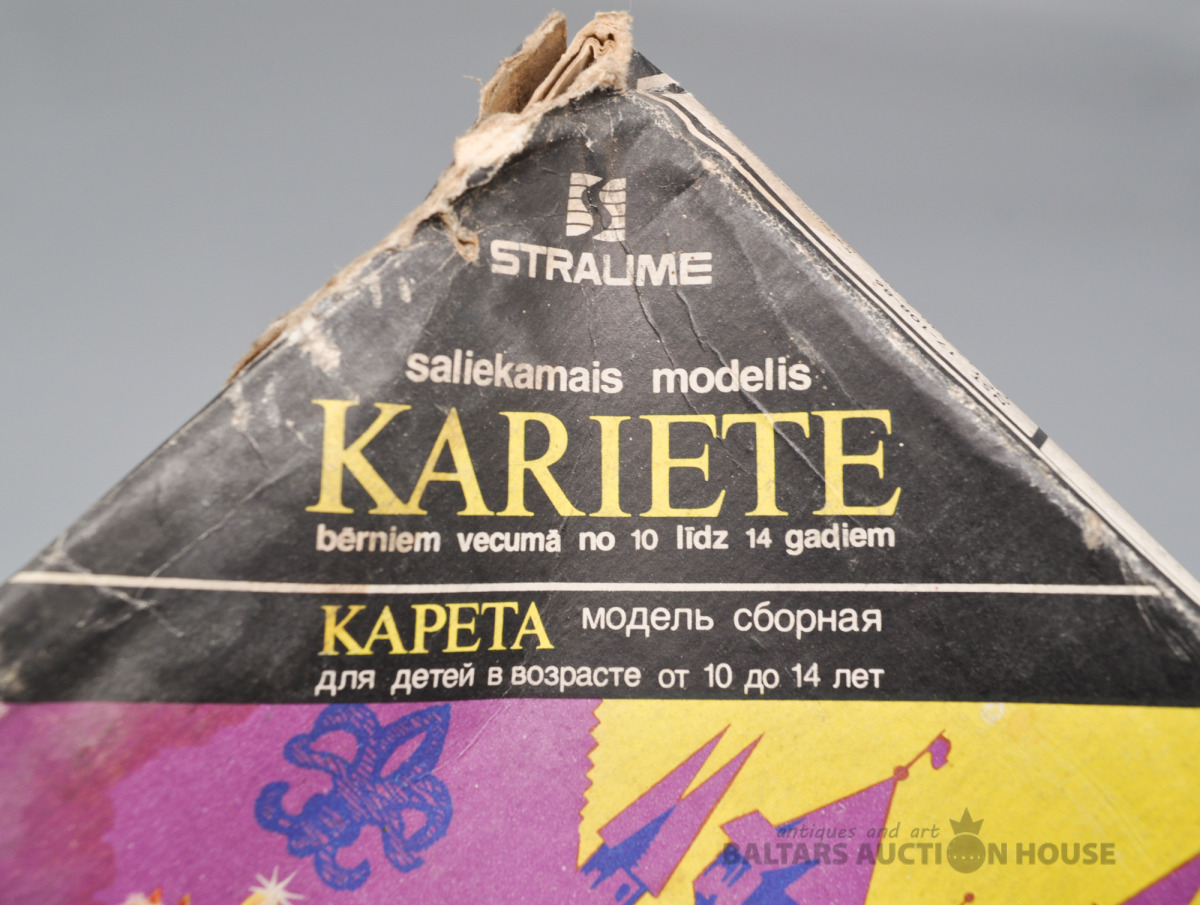 STRAUME
saliekamais modelis
KARIETE
bērniem vecumā no 10 līdz 14 gadiem
КАРЕТА модель сборная
для детей в возрасте от 10 до 14 лет
antiques and art
BALTARS AUCTION HOUSE